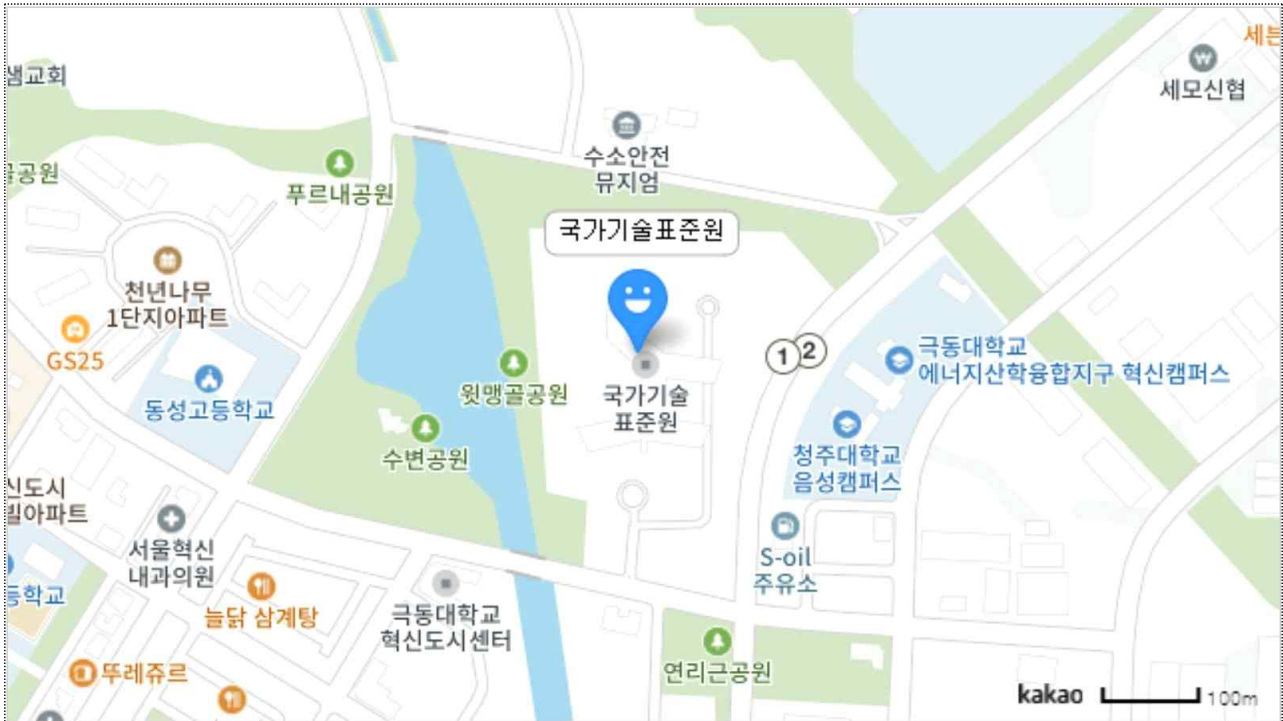 세븐
샘교회
세모신협
수소안전
뮤지엄
골공원
푸르내공원
국가기술표준원
천년나무
1단지아파트
GS25
1
2
극동대학교
에너지산학융합지구 혁신캠퍼스
윗맹골공원
국가기술
표준원
동성고등학교
수변공원
청주대학교
음성캠퍼스
신도시
빌아파트
서울혁신
내과의원
S-oil
주유소
등학교
늘닭 삼계탕
극동대학교
혁신도시센터
연리근공원
뚜레쥬르
kakao
100m